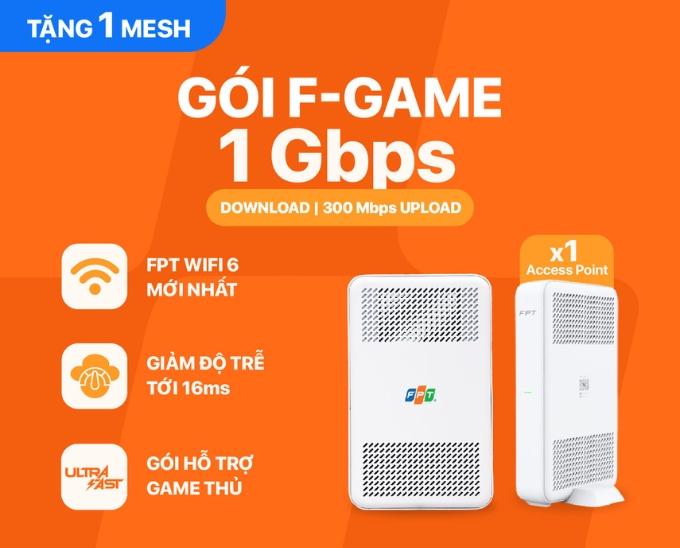 TẶNG 1 MESH
GÓI F-GAME
1 Gbps
DOWNLOAD | 300 Mbps UPLOAD
x1
Access Point
FPT WIFI 6
MỚI NHẤT
GIẢM ĐỘ TRỄ
TỚI 16ms
ULTRA
FAST
GÓI HỖ TRỢ
GAME THỦ
FPT
FPT